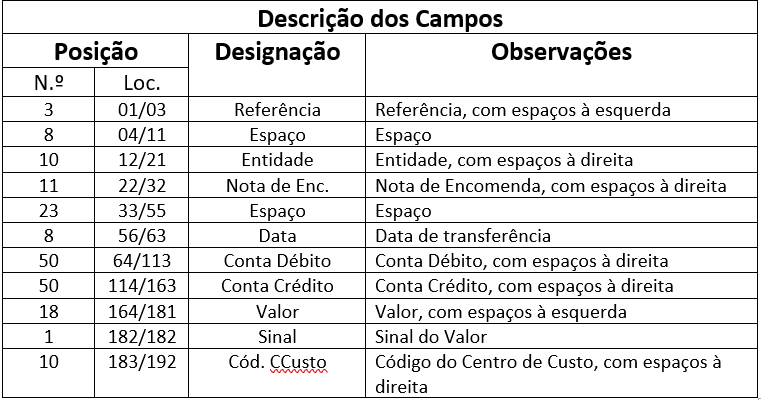 Descrição dos Campos
Posição Designação Observações
N.º Loc.
3 01/03 Referência Referência, com espaços à esquerda
8 04/11 Espaço Espaço
10 12/21 Entidade Entidade, com espaços à direita
11 22/32 Nota de Enc. Nota de Encomenda, com espaços à direita
23 33/55 Espaço Espaço
8 56/63 Data Data de transferência
50 64/113 Conta Débito Conta Débito, com espaços à direita
50 114/163 Conta Crédito Conta Crédito, com espaços à direita
18 164/181 Valor Valor, com espaços à esquerda
1 182/182 Sinal Sinal do Valor
10 183/192 Cód. CCusto Código do Centro de Custo, com espaços à
direita